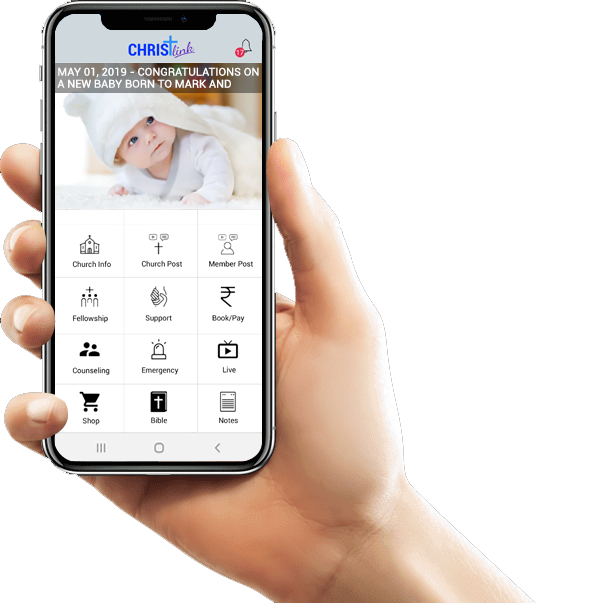 CHRISTlink
17
MAY 01, 2019 - CONGRATULATIONS ON
A NEW BABY BORN TO MARK AND
Church Info
Church Post
Member Post
Fellowship
Support
Book/Pay
Counseling
Emergency
Live
Shop
Bible
Notes